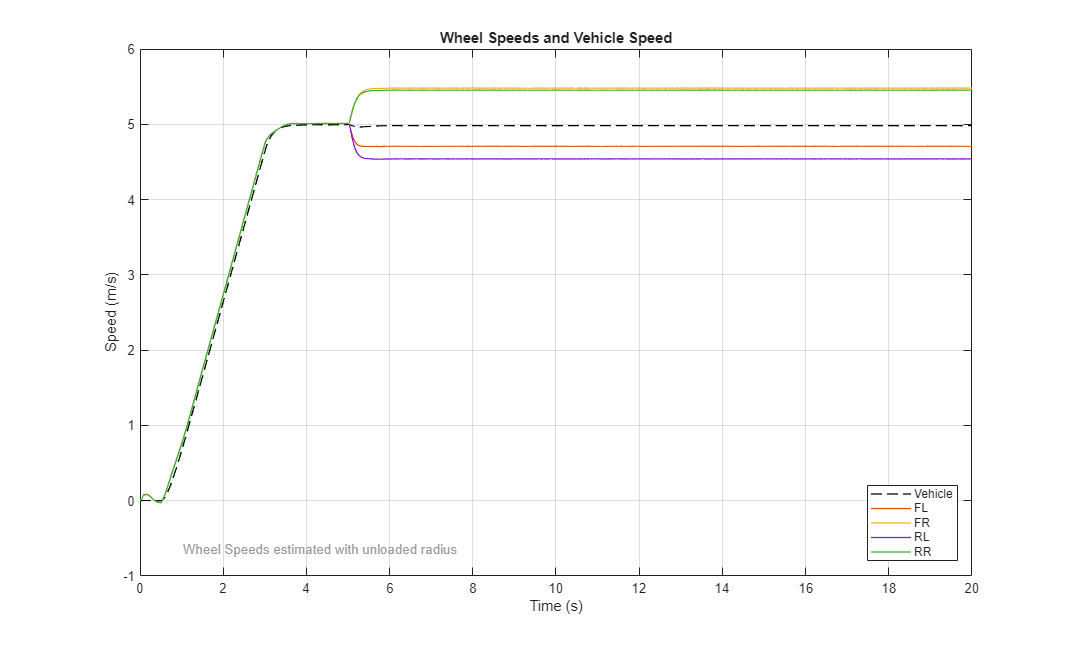 Wheel Speeds and Vehicle Speed
6
5
4
3
2
1
0
-1
Speed (m/s)
Wheel Speeds estimated with unloaded radius
Vehicle
FL
FR
RL
RR
0 2 4 6 8 10 12 14 16 18 20
Time (s)